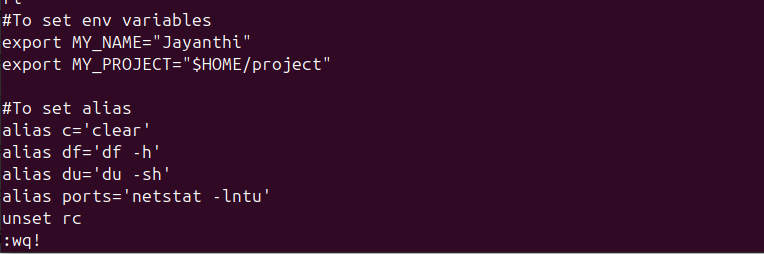 fi
#To set env variables
export MY_NAME="Jayanthi"
export MY_PROJECT="$HOME/project"
#To set alias
alias c='clear'
alias df='df -h'
alias du='du -sh'
alias ports='netstat -lntu'
unset rc
:wq!